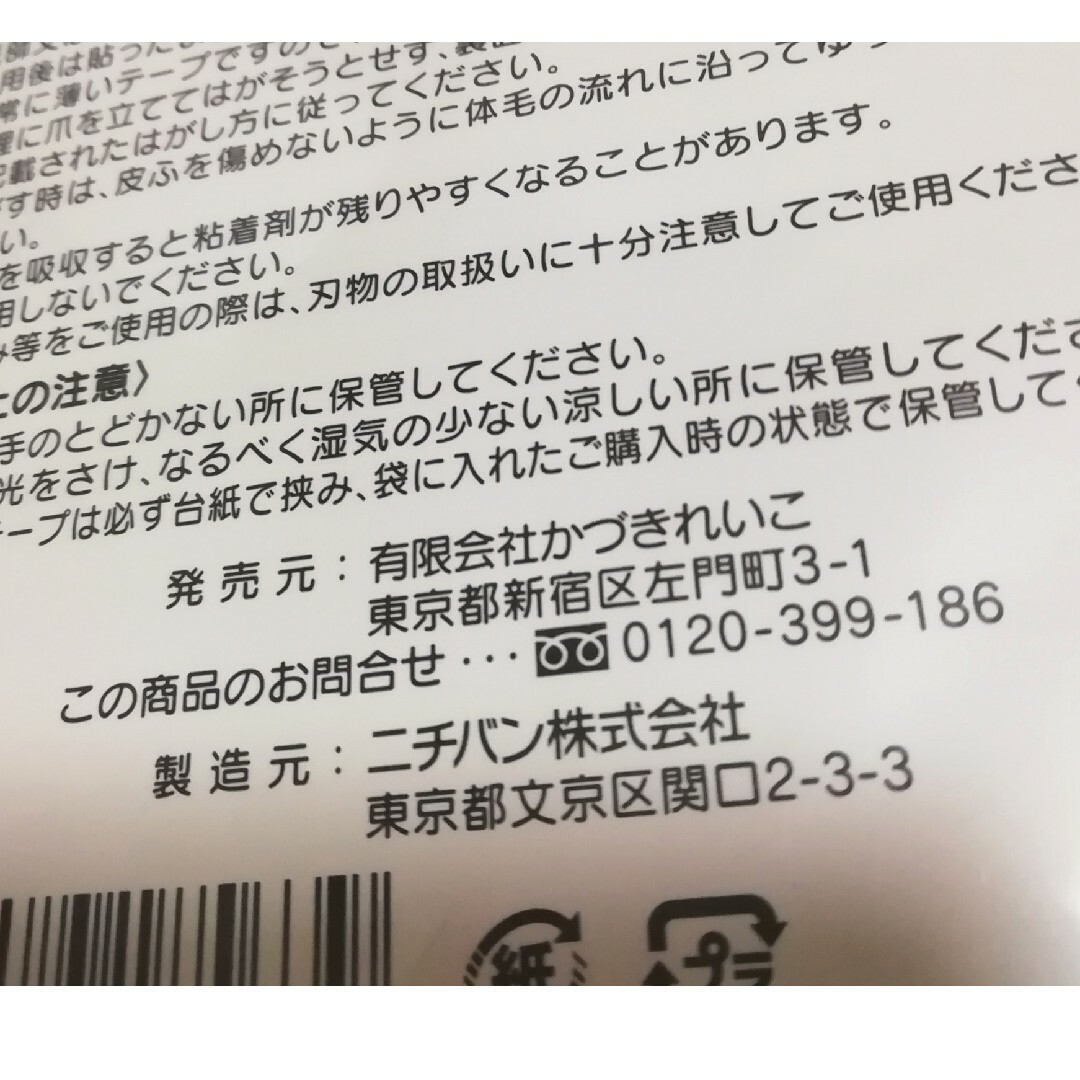 用後は貼ったま
常に薄いテープですので
理に爪を立ててはがそうとせず、製
記載されたはがし方に従ってください。
す時は、皮ふを傷めないように体毛の流れに沿ってゆっ
い。
を吸収すると粘着剤が残りやすくなることがあります。
用しないでください。
み等をご使用の際は、刃物の取扱いに十分注意してご使用くださ
の注意〉
手のとどかない所に保管してください。
光をさけ、なるべく湿気の少ない涼しい所に保管してくださ
テープは必ず台紙で挟み、袋に入れたご購入時の状態で保管して
発売元：有限会社かづきれいこ
東京都新宿区左門町3-1
この商品のお問合せ… 0120-399-186
製造元：ニチバン株式会社
東京都文京区関口2-3-3
紙 プラ